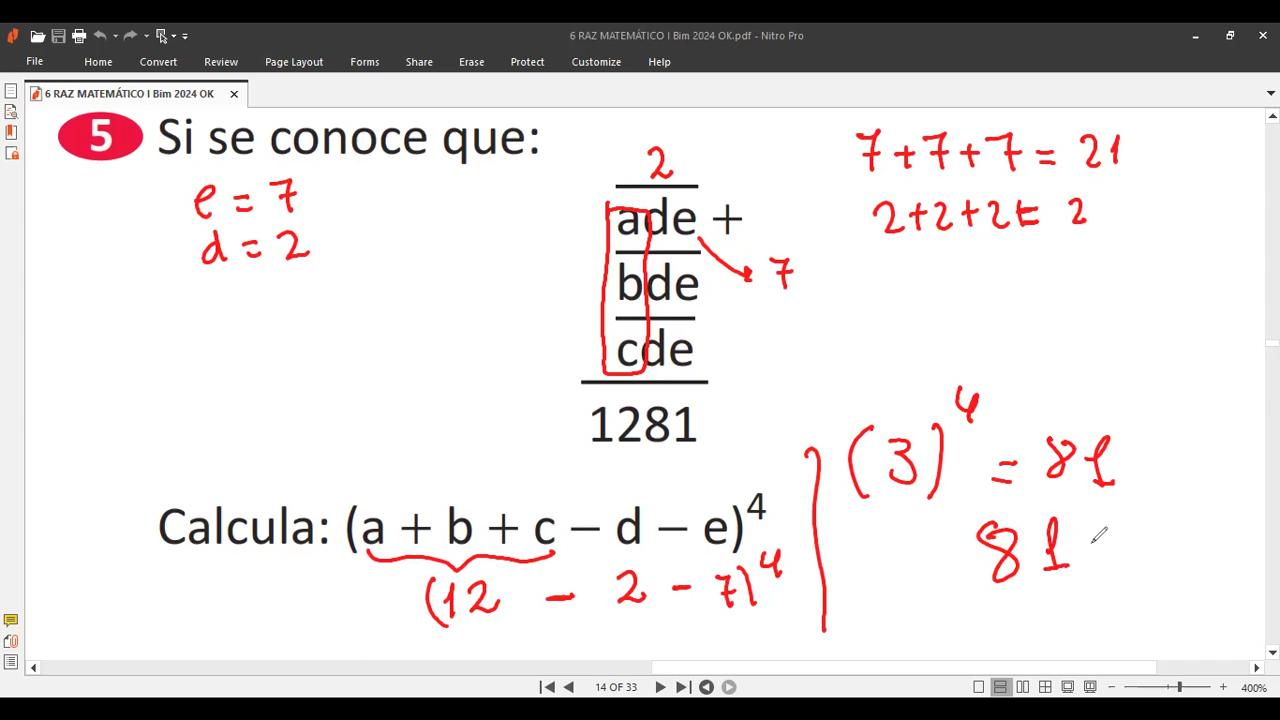 6 RAZ MATEMÁTICO I Bim 2024 OK.pdf - Nitro Pro
File Home Convert Review Page Layout Forms Share Erase Protect Customize Help
6 RAZ MATEMÁTICO I Bim 2024 OK
5 Si se conoce que:
e = 7
d = 2
2
ade +
bde
cde
1281
7
7+7+7 = 21
2+2+2+ = 2
Calcula: (a + b + c – d – e)^4
(12 - 2 - 7)^4
(3)^4 = 81
81
14 OF 33
400%